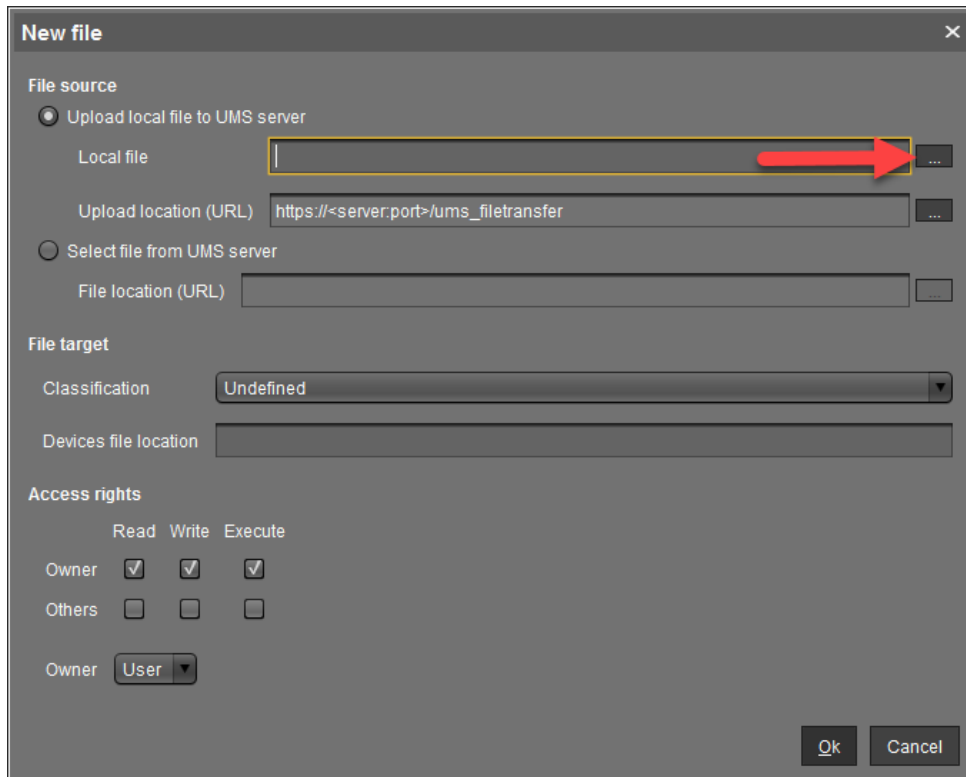 New file
File source
Upload local file to UMS server
Local file
...
Upload location (URL) https://<server:port>/ums_filetransfer ...
Select file from UMS server
File location (URL) ...
File target
Classification Undefined
Devices file location
Access rights
Read Write Execute
Owner
Others
Owner User
Ok Cancel